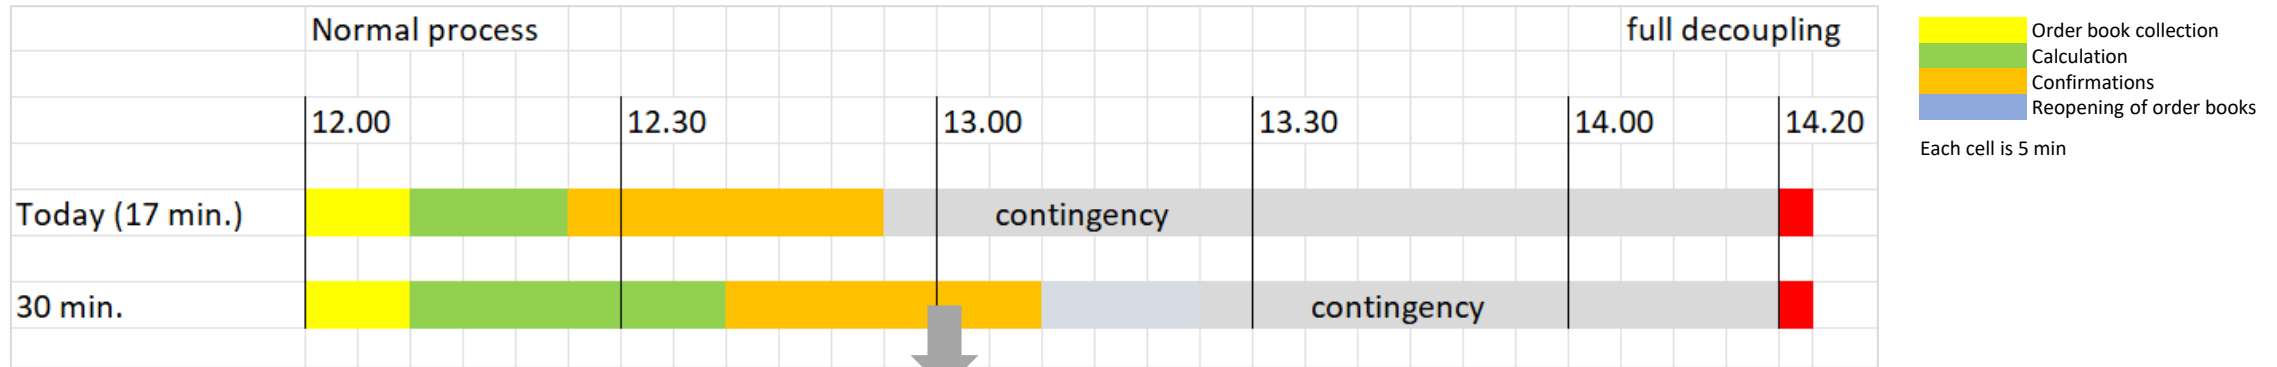 Normal process
full decoupling
12.00
12.30
13.00
13.30
14.00
14.20
Today (17 min.)
contingency
30 min.
contingency
Order book collection
Calculation
Confirmations
Reopening of order books
Each cell is 5 min